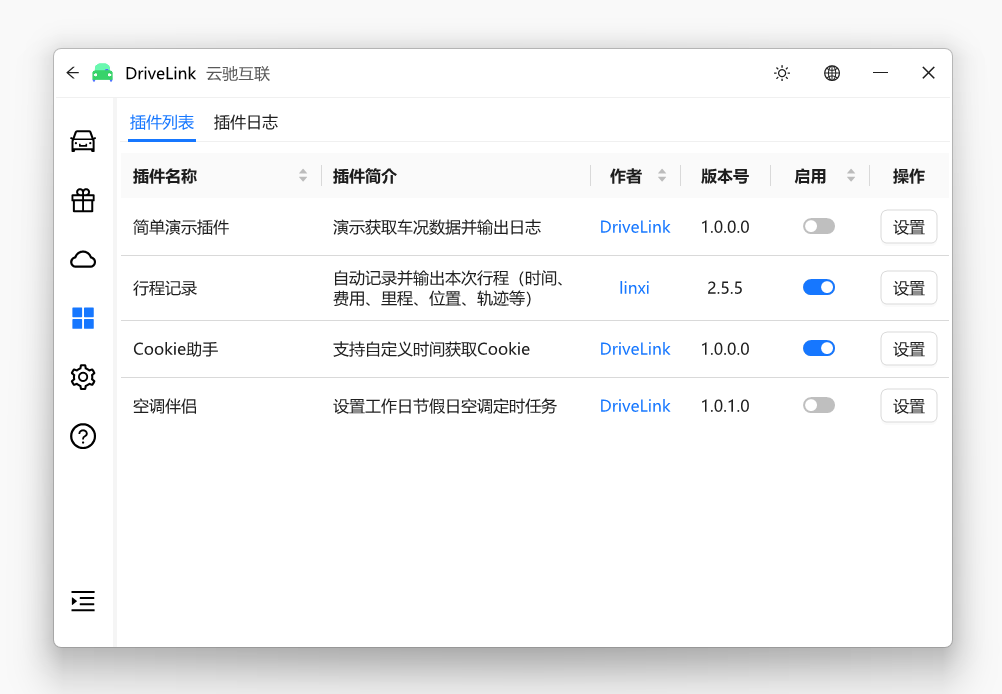 DriveLink 云驰互联
插件列表 插件日志
插件名称 插件简介 作者 版本号 启用 操作
简单演示插件 演示获取车况数据并输出日志 DriveLink 1.0.0.0 设置
行程记录 自动记录并输出本次行程（时间、
费用、里程、位置、轨迹等） linxi 2.5.5 设置
Cookie助手 支持自定义时间获取Cookie DriveLink 1.0.0.0 设置
空调伴侣 设置工作日节假日空调定时任务 DriveLink 1.0.1.0 设置